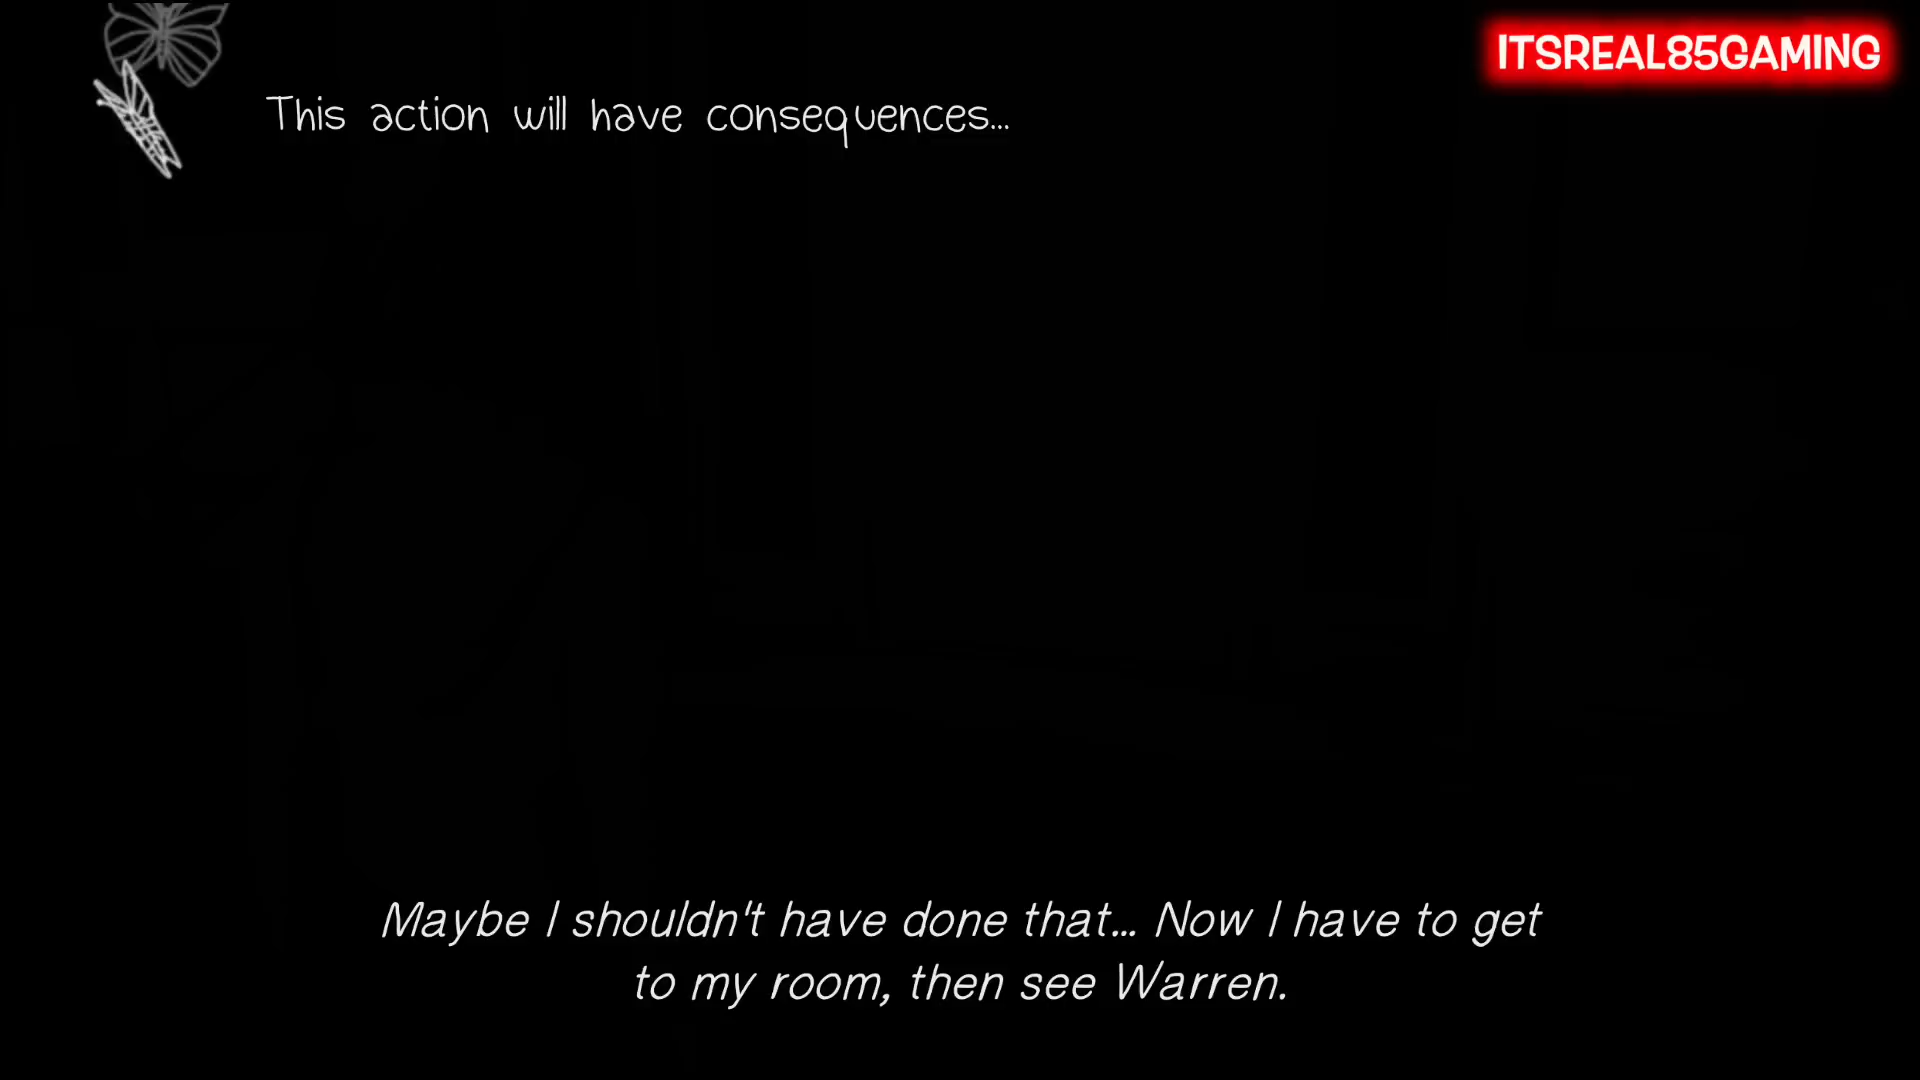 ITSREAL85GAMING
This action will have consequences...
Maybe I shouldn't have done that... Now I have to get
to my room, then see Warren.